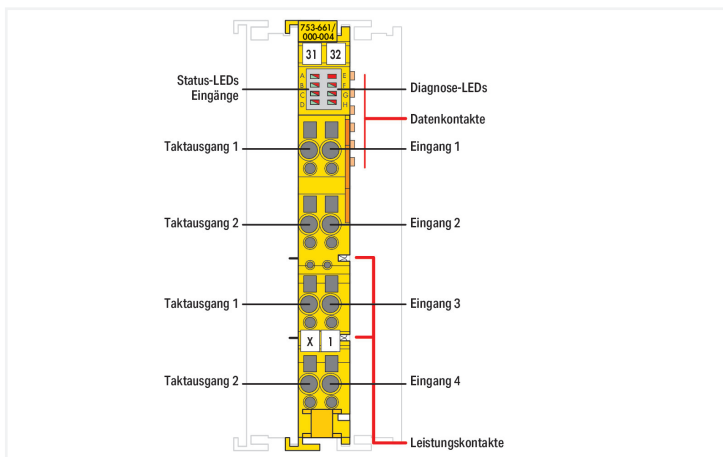 753-661/
000-004
31 32
A E
B F
C G
D H
Status-LEDs
Eingänge
Diagnose-LEDs
Datenkontakte
Taktausgang 1
Eingang 1
Taktausgang 2
Eingang 2
Taktausgang 1
Eingang 3
X 1
Taktausgang 2
Eingang 4
Leistungskontakte